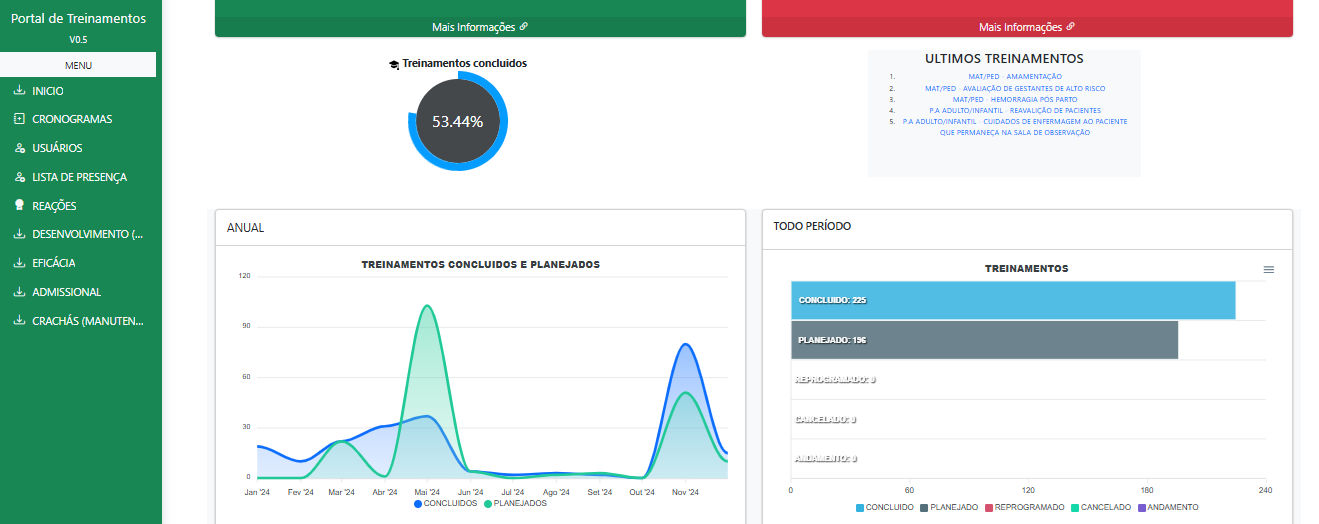 Portal de Treinamentos
V0.5
MENU
INICIO
CRONOGRAMAS
USUÁRIOS
LISTA DE PRESENÇA
REAÇÕES
DESENVOLVIMENTO (...
EFICÁCIA
ADMISSIONAL
CRACHÁS (MANUTEN...
Mais Informações
Mais Informações
Treinamentos concluidos
53.44%
ULTIMOS TREINAMENTOS
1. MAT/PED - AMAMENTAÇÃO
2. MAT/PED - AVALIAÇÃO DE GESTANTES DE ALTO RISCO
3. MAT/PED - HEMORRAGIA PÓS PARTO
4. P.A ADULTO/INFANTIL - REAVALIÇÃO DE PACIENTES
5. P.A ADULTO/INFANTIL - CUIDADOS DE ENFERMAGEM AO PACIENTE
QUE PERMANEÇA NA SALA DE OBSERVAÇÃO
ANUAL
TREINAMENTOS CONCLUIDOS E PLANEJADOS
120
90
60
30
0
Jan '24 Fev '24 Mar '24 Abr '24 Mai '24 Jun '24 Jul '24 Ago '24 Set '24 Out '24 Nov '24
CONCLUIDOS PLANEJADOS
TODO PERÍODO
TREINAMENTOS
CONCLUIDO: 225
PLANEJADO: 196
REPROGRAMADO: 0
CANCELADO: 0
ANDAMENTO: 0
0 60 120 180 240
CONCLUIDO PLANEJADO REPROGRAMADO CANCELADO ANDAMENTO